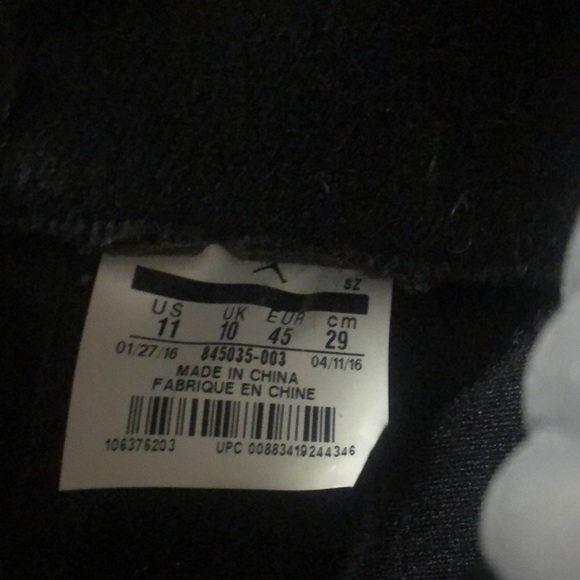 SZ
US UK EUR cm
11 10 45 29
01/27/16 845035-003 04/11/16
MADE IN CHINA
FABRIQUE EN CHINE
106376203 UPC 00883419244346